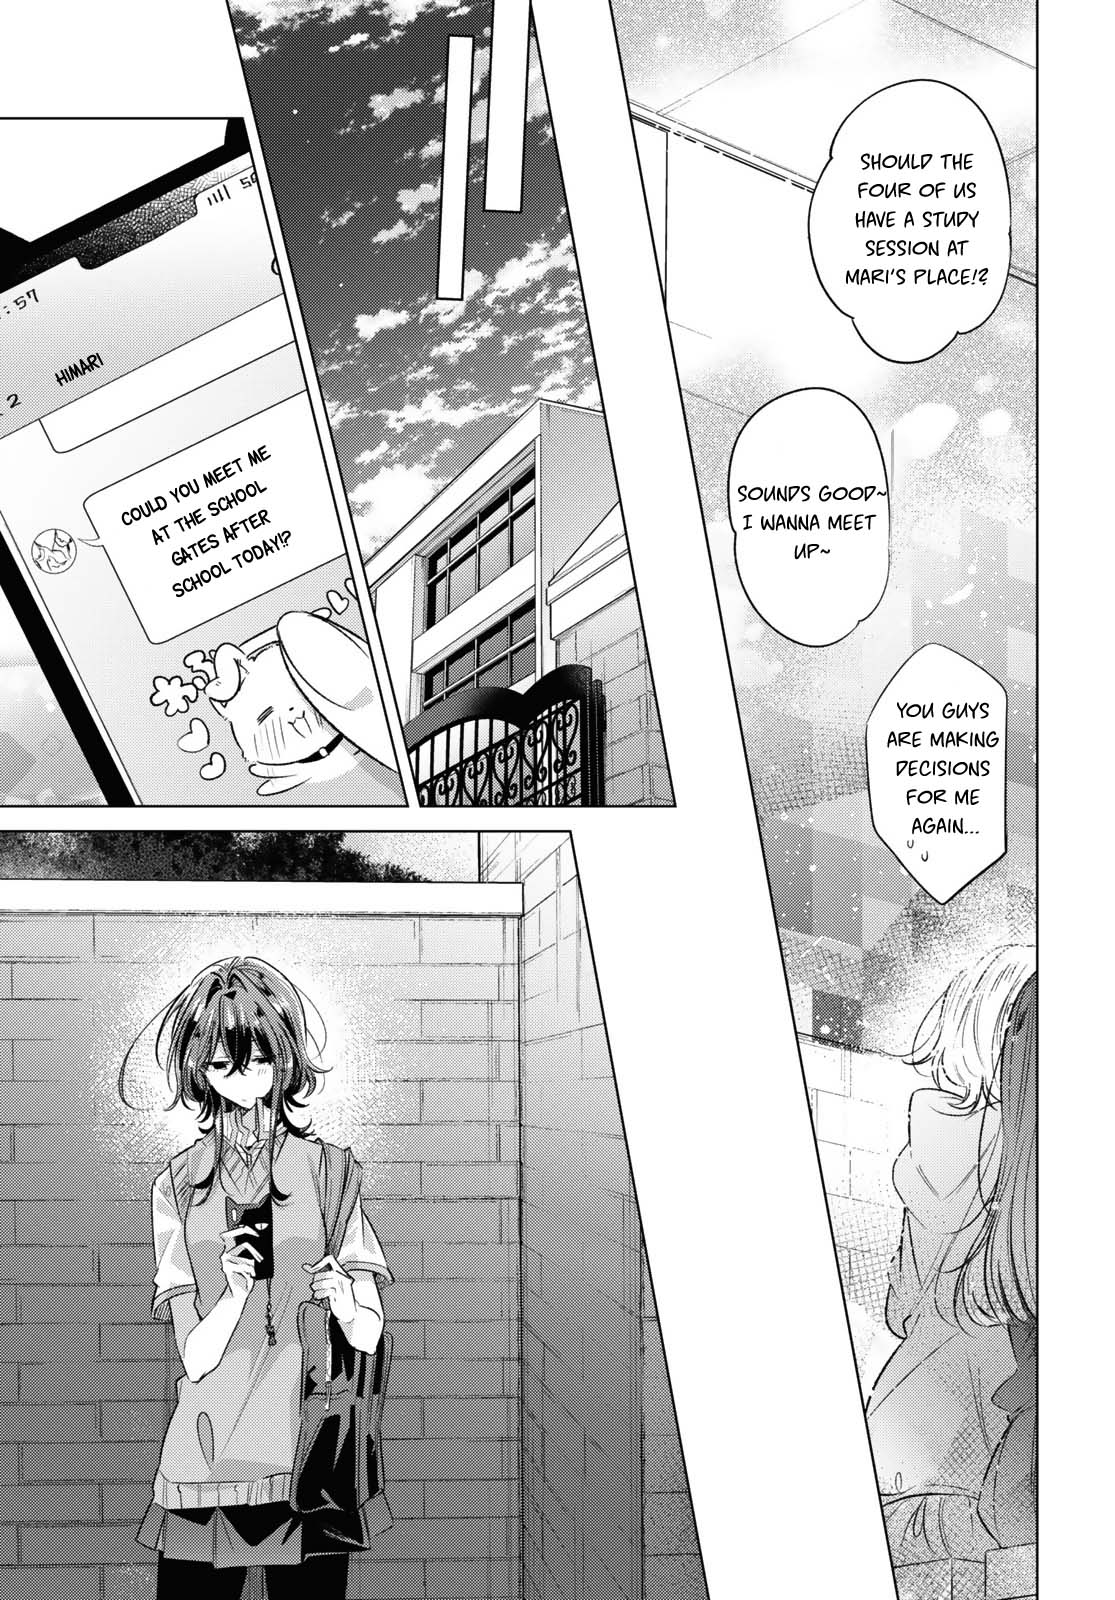 SHOULD THE
FOUR OF US
HAVE A STUDY
SESSION AT
MARI'S PLACE!?
SOUNDS GOOD~
I WANNA MEET
UP~
YOU GUYS
ARE MAKING
DECISIONS
FOR ME
AGAIN...
:57
HIMARI
2
COULD YOU MEET ME
AT THE SCHOOL
GATES AFTER
SCHOOL TODAY!?